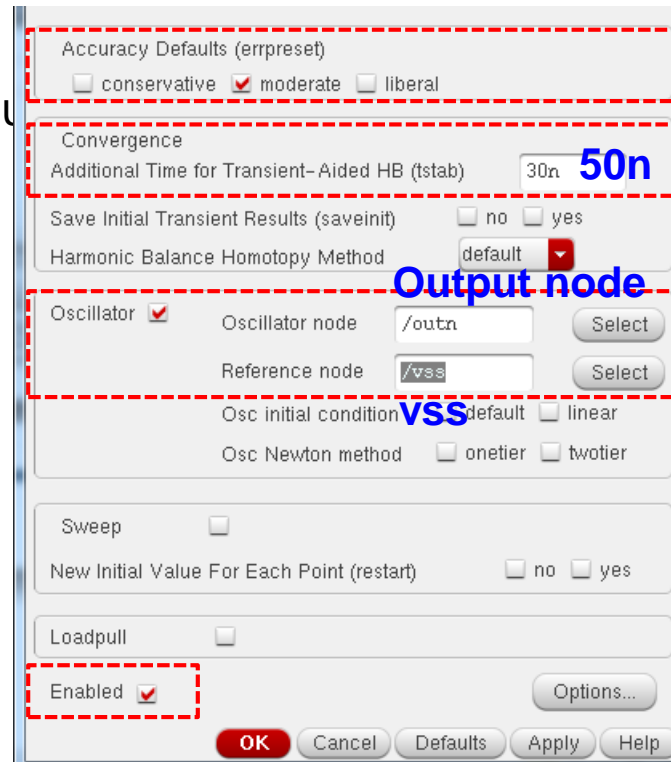 Accuracy Defaults (errpreset)
conservative moderate liberal
Convergence
Additional Time for Transient-Aided HB (tstab) 30n 50n
Save Initial Transient Results (saveinit) no yes
Harmonic Balance Homotopy Method default
Output node
Oscillator Oscillator node /outn Select
Reference node /vss Select
vss
Osc initial condition default linear
Osc Newton method onetier twotier
Sweep
New Initial Value For Each Point (restart) no yes
Loadpull
Enabled Options...
OK Cancel Defaults Apply Help